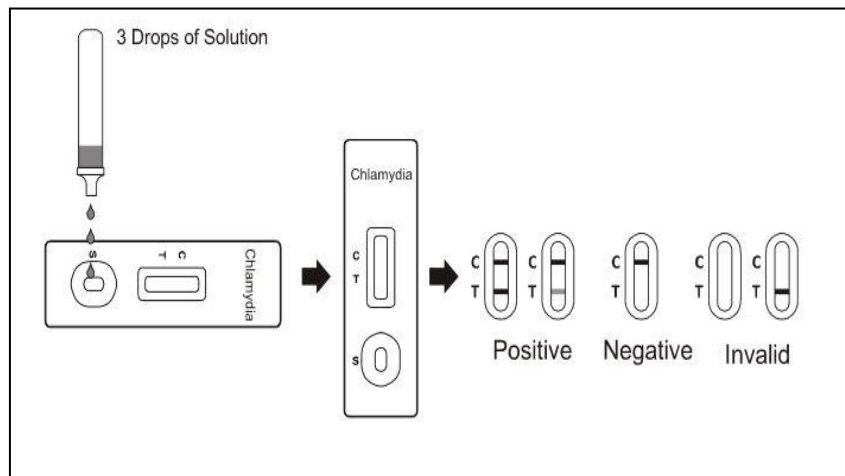 3 Drops of Solution
S
T C
Chlamydia
Chlamydia
C
T
S
C
T
C
T
C
T
C
T
C
T
Positive
Negative
Invalid